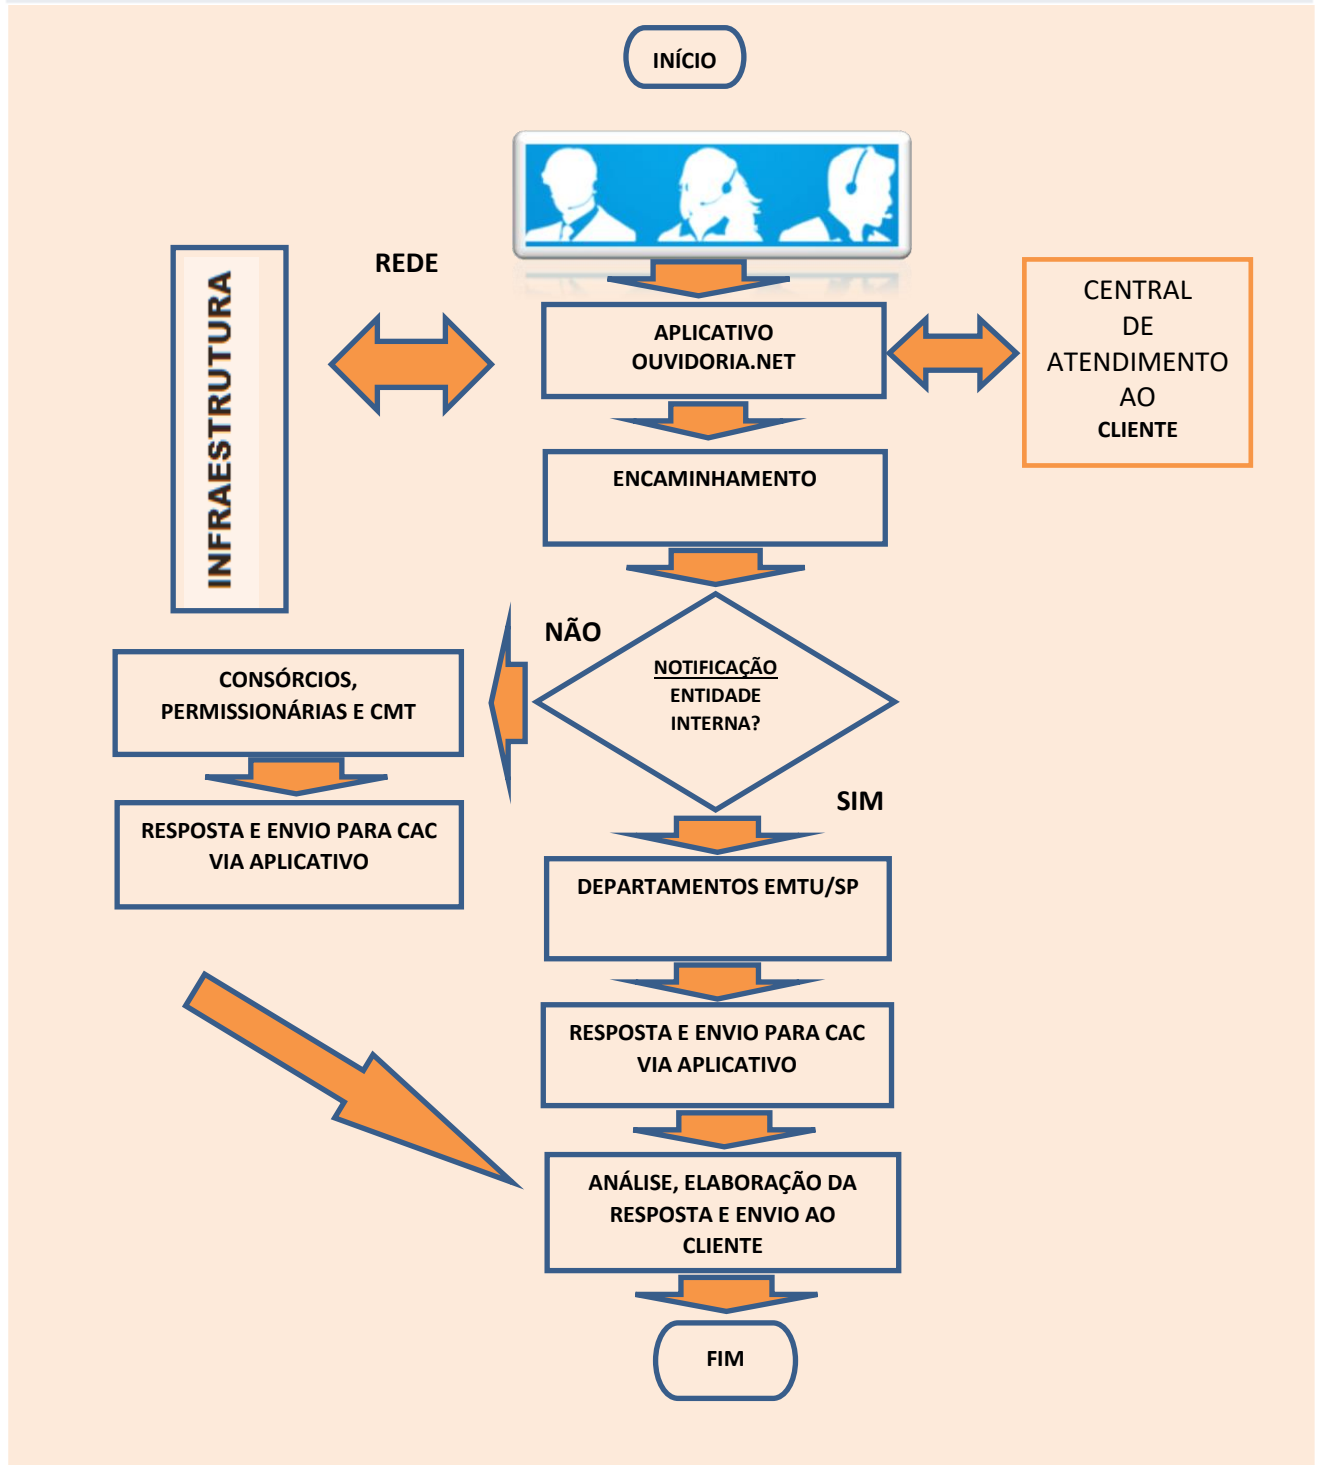 INÍCIO
REDE
INFRAESTRUTURA
APLICATIVO
OUVIDORIA.NET
CENTRAL
DE
ATENDIMENTO
AO
CLIENTE
ENCAMINHAMENTO
NÃO
NOTIFICAÇÃO
ENTIDADE
INTERNA?
CONSÓRCIOS,
PERMISSIONÁRIAS E CMT
SIM
RESPOSTA E ENVIO PARA CAC
VIA APLICATIVO
DEPARTAMENTOS EMTU/SP
RESPOSTA E ENVIO PARA CAC
VIA APLICATIVO
ANÁLISE, ELABORAÇÃO DA
RESPOSTA E ENVIO AO
CLIENTE
FIM